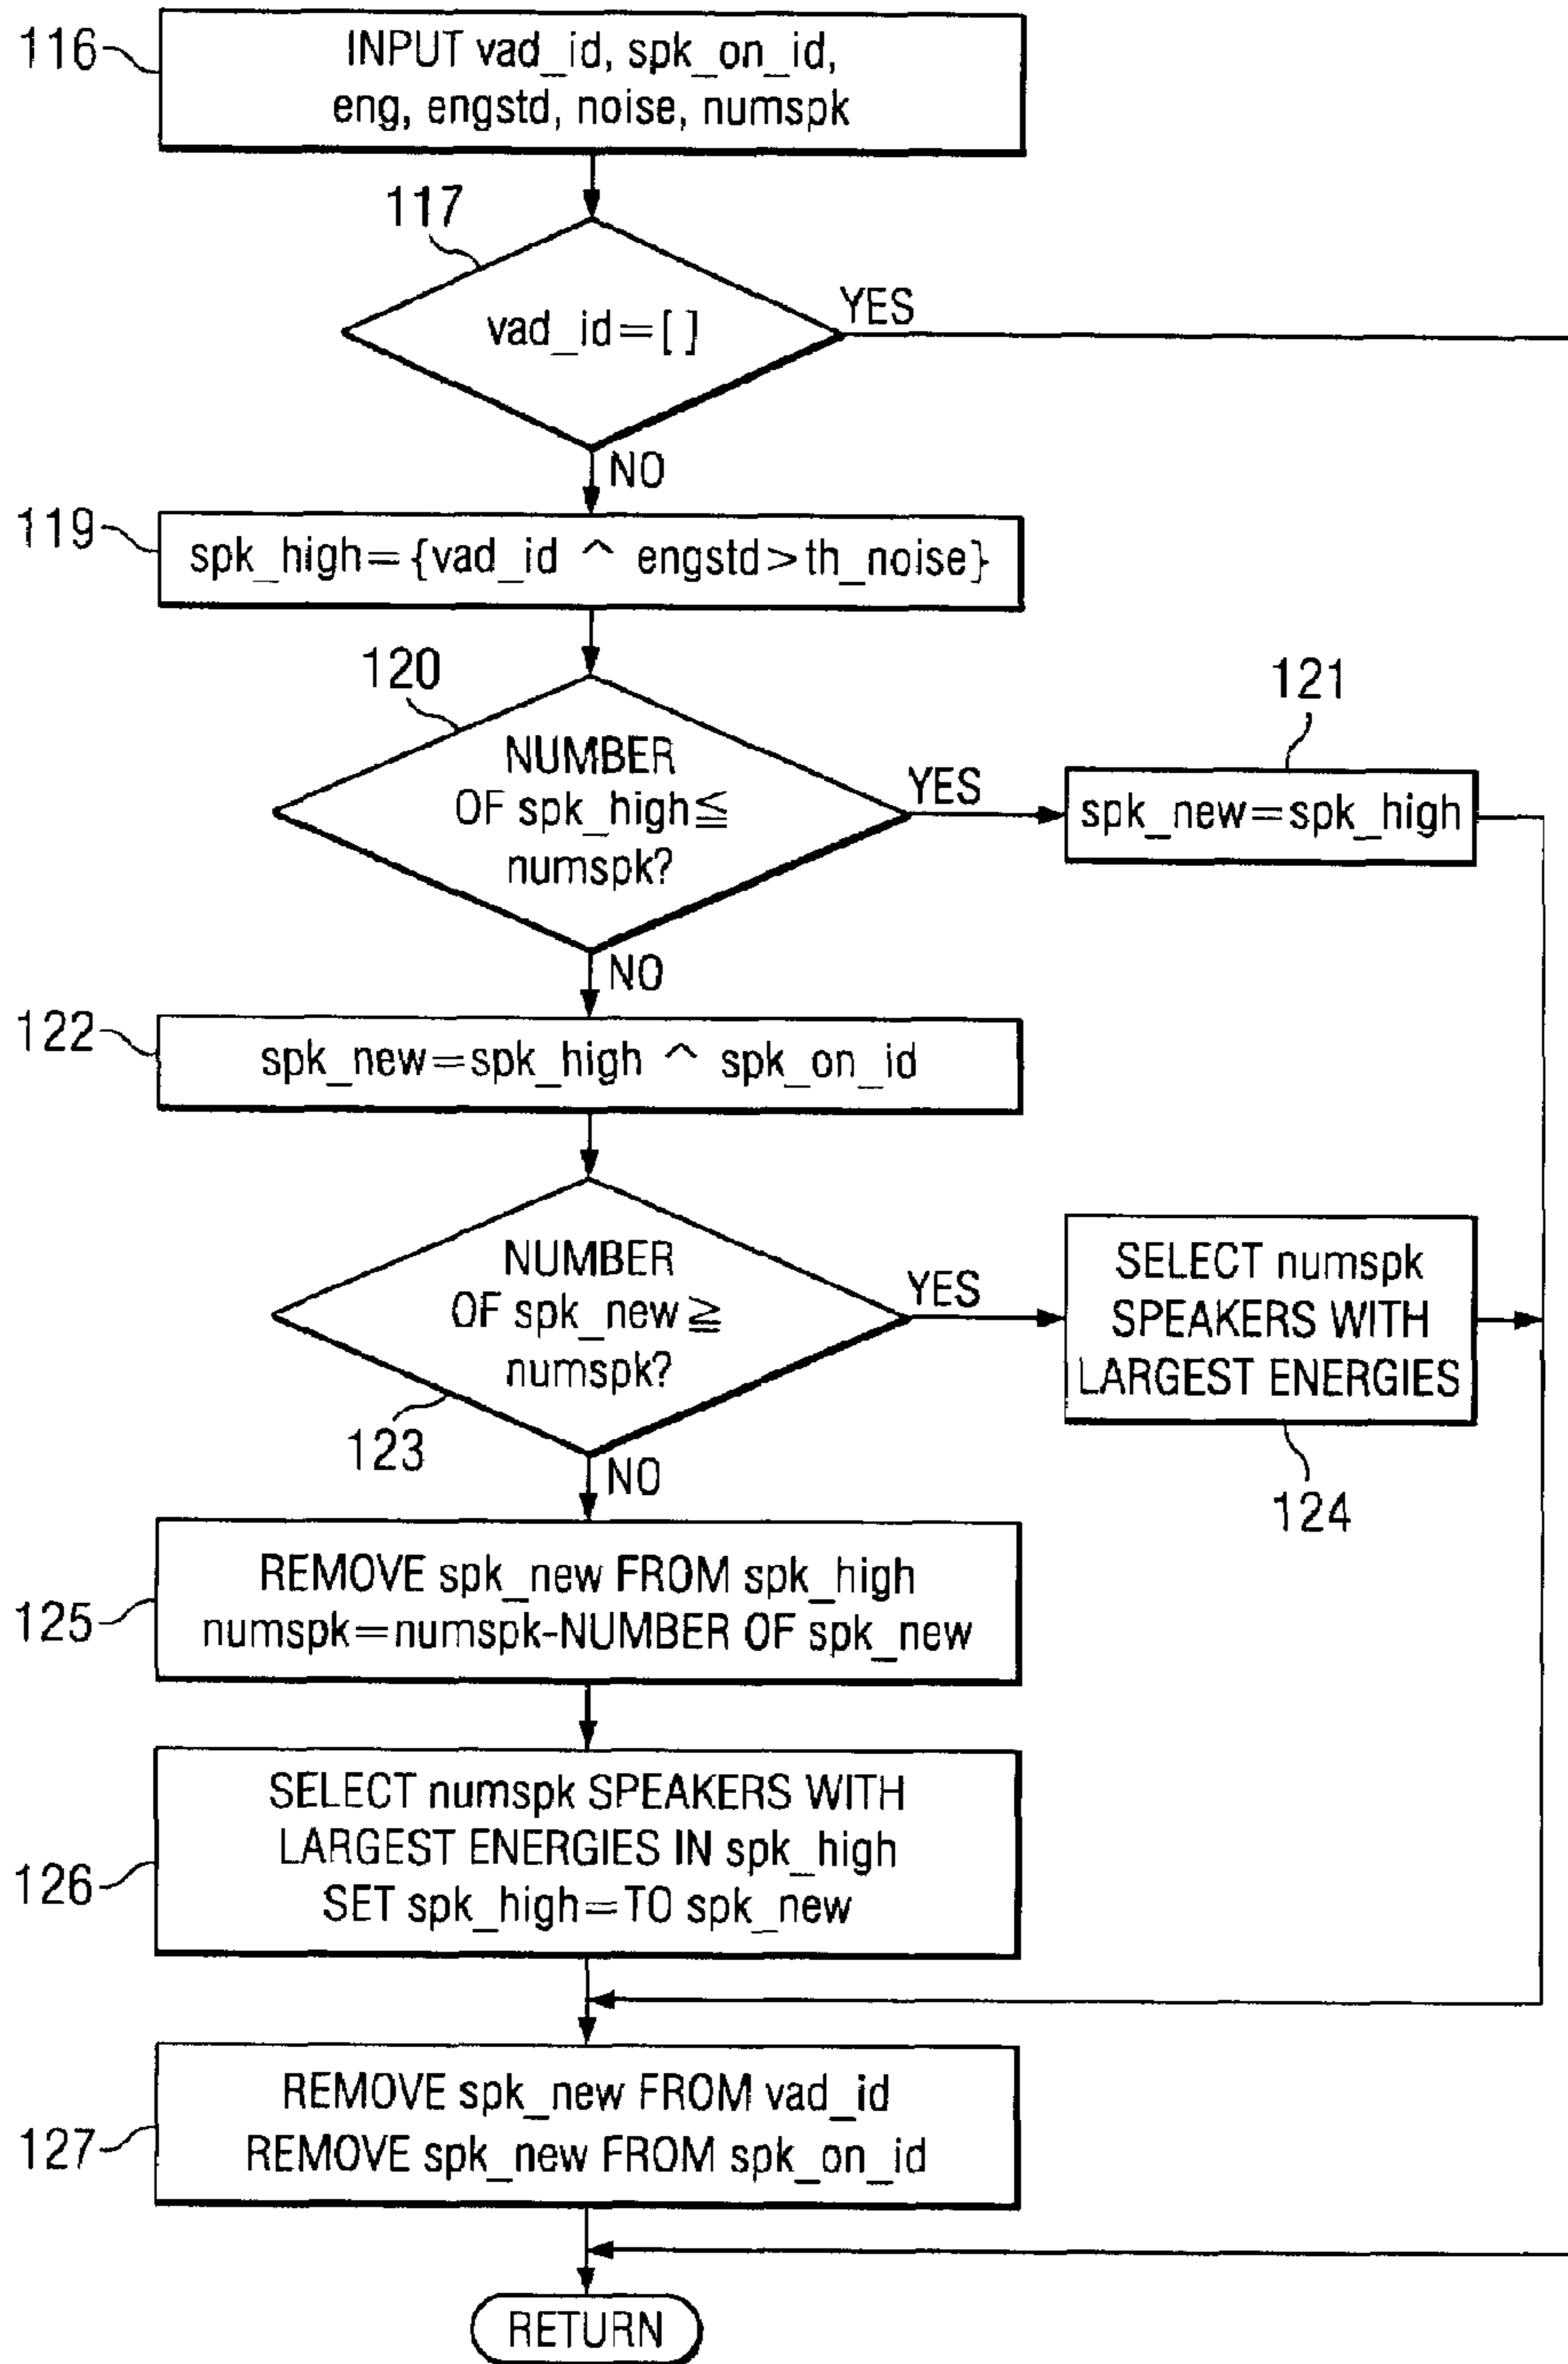 116
INPUT vad_id, spk_on_id,
eng, engstd, noise, numspk
117
vad_id=[ ]
YES
NO
119
spk_high={vad_id ^ engstd>th_noise}
120
NUMBER
OF spk_high≦
numspk?
YES
121
spk_new=spk_high
NO
122
spk_new=spk_high ^ spk_on_id
NUMBER
OF spk_new≧
numspk?
123
YES
SELECT numspk
SPEAKERS WITH
LARGEST ENERGIES
124
NO
125
REMOVE spk_new FROM spk_high
numspk=numspk-NUMBER OF spk_new
126
SELECT numspk SPEAKERS WITH
LARGEST ENERGIES IN spk_high
SET spk_high=TO spk_new
127
REMOVE spk_new FROM vad_id
REMOVE spk_new FROM spk_on_id
RETURN